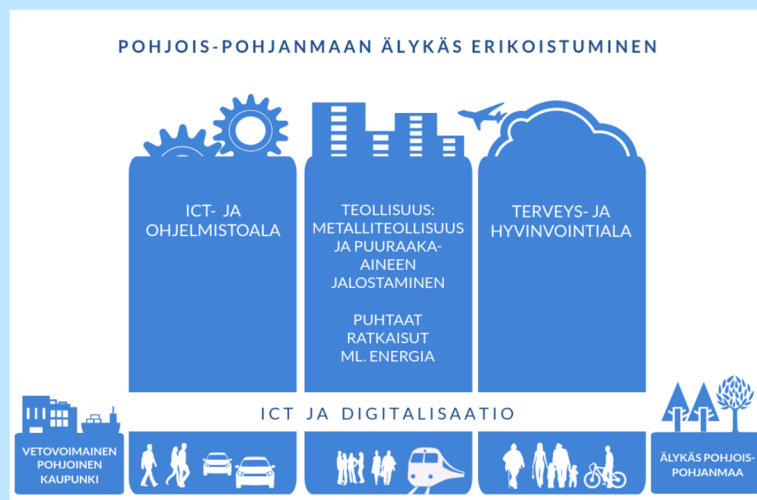 POHJOIS-POHJANMAAN ÄLYKÄS ERIKOISTUMINEN
ICT- JA
OHJELMISTOALA
TEOLLISUUS:
METALLITEOLLISUUS
JA PUURAAKA-
AINEEN
JALOSTAMINEN
PUHTAAT
RATKAISUT
ML. ENERGIA
TERVEYS- JA
HYVINVOINTIALA
ICT JA DIGITALISAATIO
VETOVOIMAINEN
POHJOINEN
KAUPUNKI
ÄLYKÄS POHJOIS-
POHJANMAA